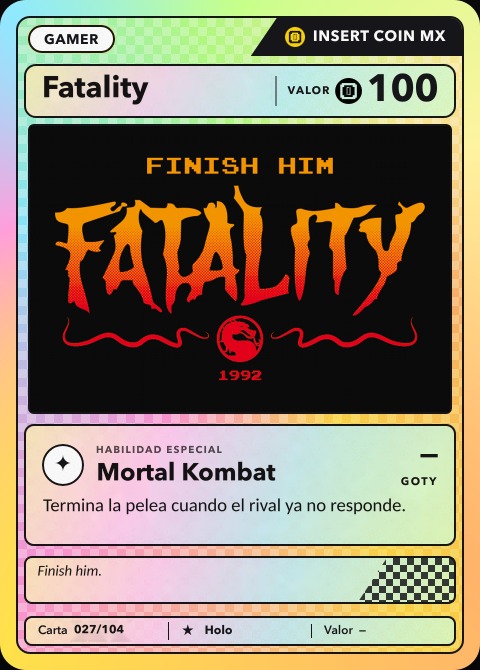 GAMER
INSERT COIN MX
Fatality
VALOR 100
FINISH HIM
FATALITY
1992
HABILIDAD ESPECIAL
Mortal Kombat
—
GOTY
Termina la pelea cuando el rival ya no responde.
Finish him.
Carta 027/104 ★ Holo Valor —